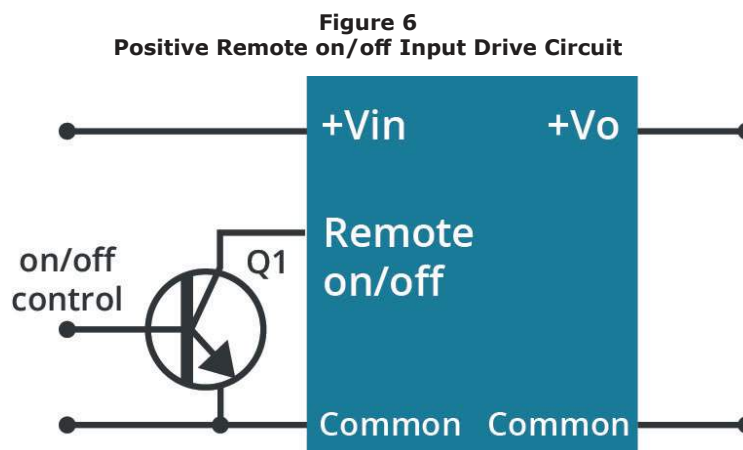 Figure 6
Positive Remote on/off Input Drive Circuit
+Vin
+Vo
Remote
on/off
Q1
on/off
control
Common
Common